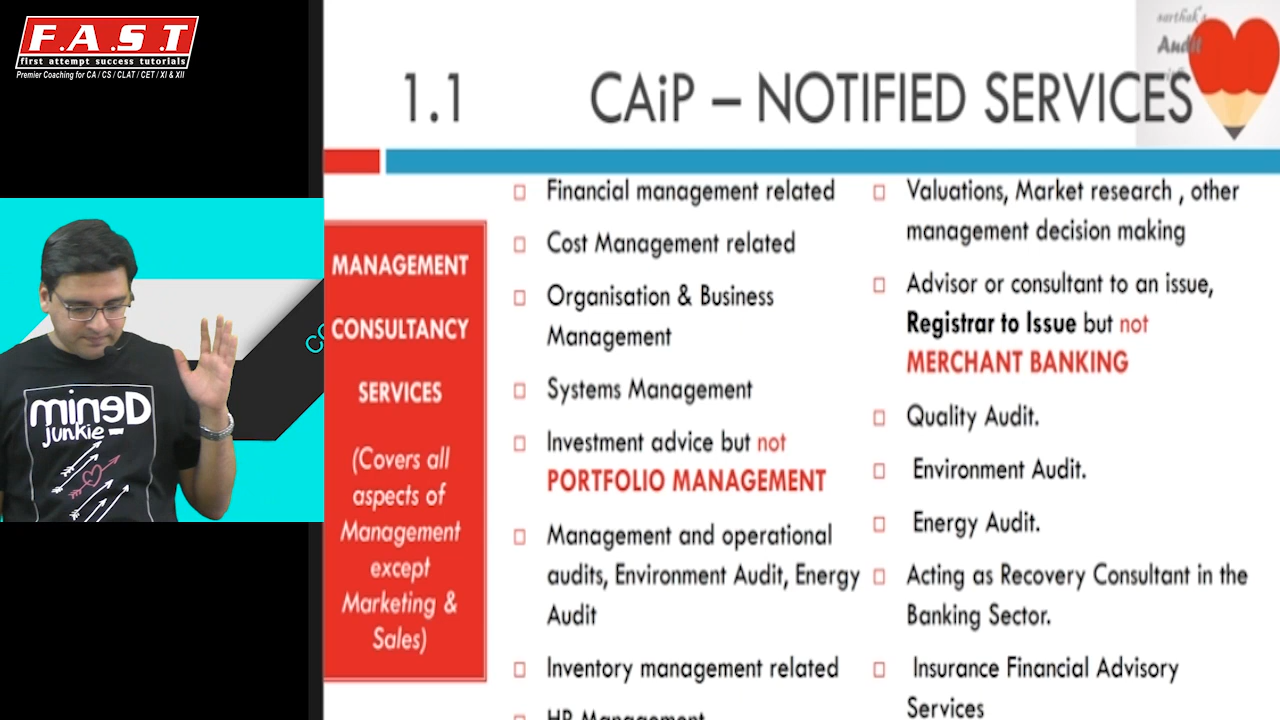 F.A.S.T
first attempt success tutorials
Premier Coaching for CA / CS / CLAT / CET / XI & XII
sarthak's
Audit
1.1 CAiP – NOTIFIED SERVICES
MANAGEMENT
CONSULTANCY
SERVICES
(Covers all
aspects of
Management
except
Marketing &
Sales)
Financial management related
Cost Management related
Organisation & Business
Management
Systems Management
Investment advice but not
PORTFOLIO MANAGEMENT
Management and operational
audits, Environment Audit, Energy
Audit
Inventory management related
HR Management
Valuations, Market research , other
management decision making
Advisor or consultant to an issue,
Registrar to Issue but not
MERCHANT BANKING
Quality Audit.
Environment Audit.
Energy Audit.
Acting as Recovery Consultant in the
Banking Sector.
Insurance Financial Advisory
Services
mineD
Denim
junkie